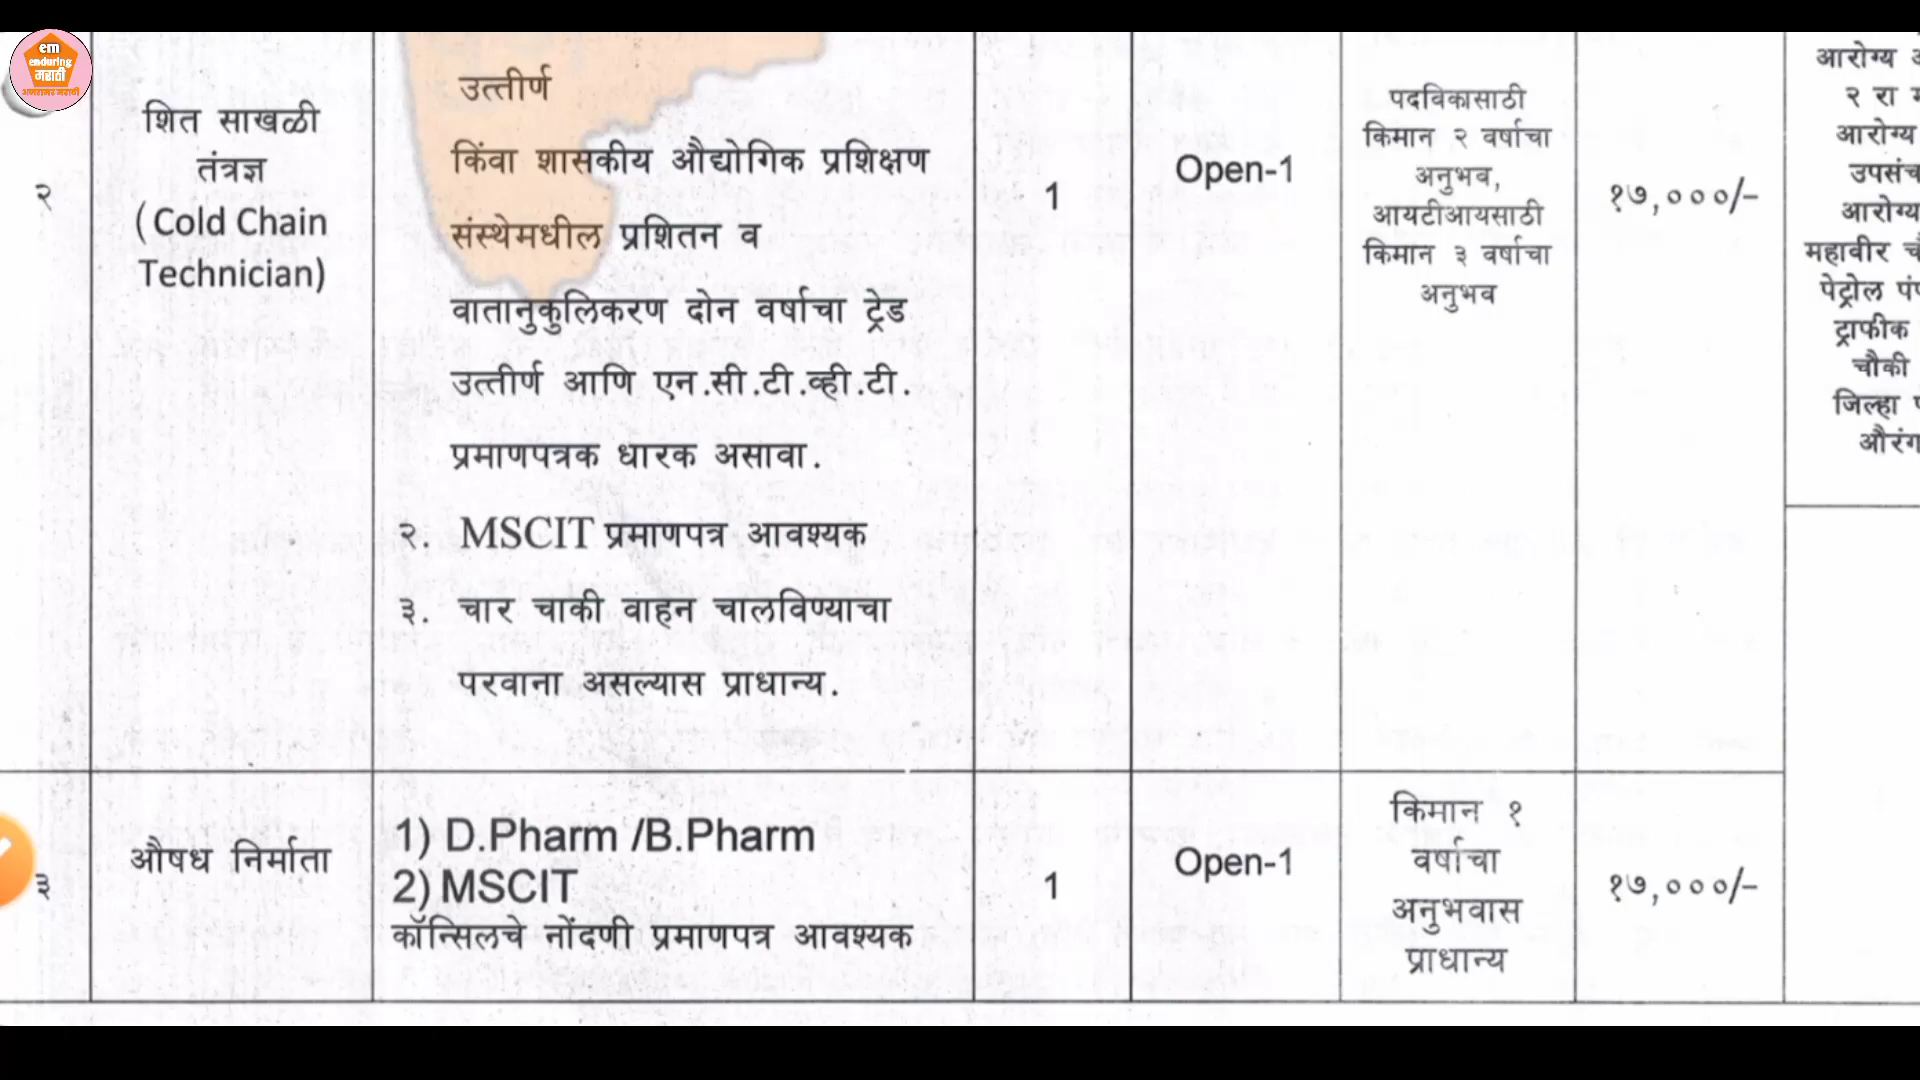 em
enduring
मराठी
उत्तीर्ण
२
शित साखळी
तंत्रज्ञ
( Cold Chain
Technician)
किंवा शासकीय औद्योगिक प्रशिक्षण
संस्थेमधील प्रशितन व
वातानुकुलिकरण दोन वर्षाचा ट्रेड
उत्तीर्ण आणि एन.सी.टी.व्ही.टी.
प्रमाणपत्रक धारक असावा.
२. MSCIT प्रमाणपत्र आवश्यक
३. चार चाकी वाहन चालविण्याचा
परवाना असल्यास प्राधान्य.
1
Open-1
पदविकासाठी
किमान २ वर्षाचा
अनुभव,
आयटीआयसाठी
किमान ३ वर्षाचा
अनुभव
१७,०००/-
आरोग्य
२ रा
आरोग्य
उपसंच
आरोग्य
महावीर
पेट्रोल
ट्राफीक
चौकी
जिल्हा
औरंग
३
औषध निर्माता
1) D.Pharm /B.Pharm
2) MSCIT
कॉन्सिलचे नोंदणी प्रमाणपत्र आवश्यक
1
Open-1
किमान १
वर्षाचा
अनुभवास
प्राधान्य
१७,०००/-